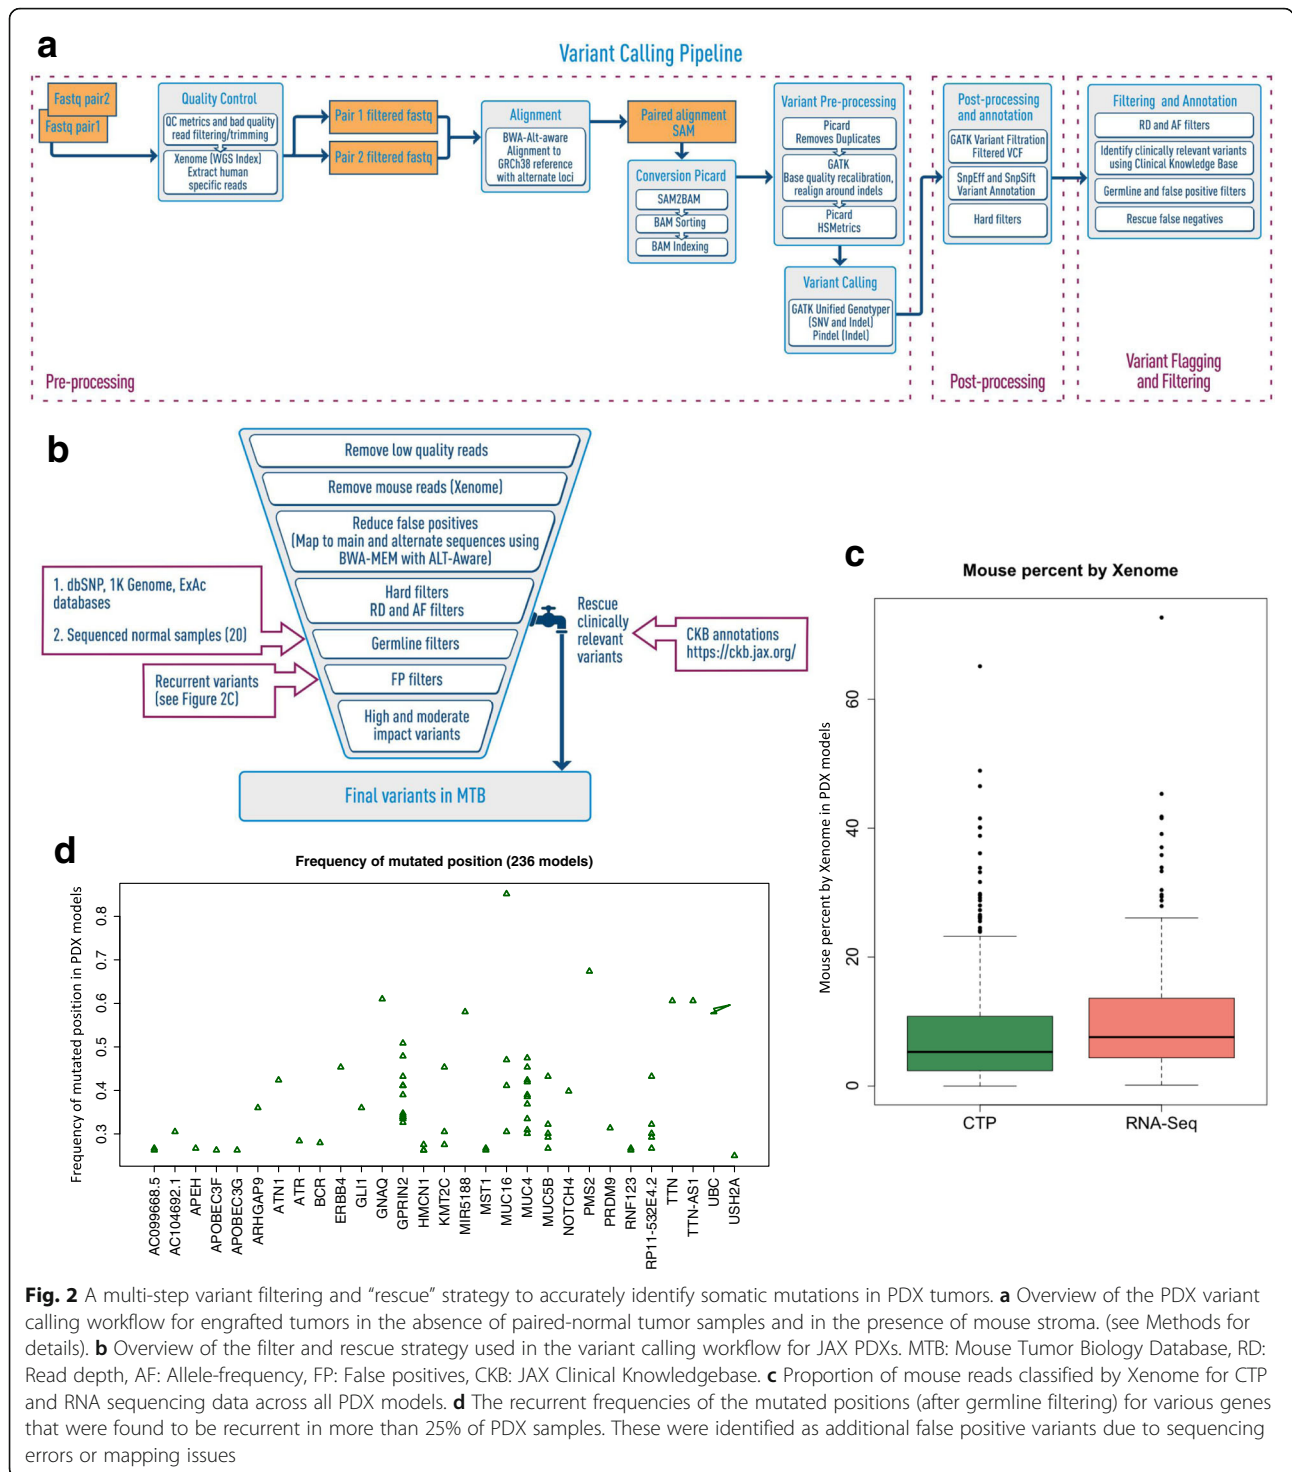 a
Variant Calling Pipeline
Fastq pair2
Fastq pair1
Quality Control
QC metrics and bad quality
read filtering/trimming
Xenome (WGS Index)
Extract human
specific reads
Pair 1 filtered fastq
Pair 2 filtered fastq
Alignment
BWA-Alt-aware
Alignment to
GRCh38 reference
with alternate loci
Paired alignment
SAM
Conversion Picard
SAM2BAM
BAM Sorting
BAM Indexing
Variant Pre-processing
Picard
Removes Duplicates
GATK
Base quality recalibration,
realign around indels
Picard
HSMetrics
Variant Calling
GATK Unified Genotyper
(SNV and Indel)
Pindel (Indel)
Post-processing
and annotation
GATK Variant Filtration
Filtered VCF
SnpEff and SnpSift
Variant Annotation
Hard filters
Filtering and Annotation
RD and AF filters
Identify clinically relevant variants
using Clinical Knowledge Base
Germline and false positive filters
Rescue false negatives
Pre-processing
Post-processing
Variant Flagging
and Filtering
b
Remove low quality reads
Remove mouse reads (Xenome)
Reduce false positives
(Map to main and alternate sequences using
BWA-MEM with ALT-Aware)
Hard filters
RD and AF filters
Germline filters
FP filters
High and moderate
impact variants
1. dbSNP, 1K Genome, ExAc
databases
2. Sequenced normal samples (20)
Recurrent variants
(see Figure 2C)
Rescue
clinically
relevant
variants
CKB annotations
https://ckb.jax.org/
Final variants in MTB
c
Mouse percent by Xenome
Mouse percent by Xenome in PDX models
60
40
20
0
CTP
RNA-Seq
d
Frequency of mutated position (236 models)
Frequency of mutated position in PDX models
0.8
0.7
0.6
0.5
0.4
0.3
AC099668.5
AC104692.1
APEH
APOBEC3F
APOBEC3G
ARHGAP9
ATN1
ATR
BCR
ERBB4
GLI1
GNAQ
GPRIN2
HMCN1
KMT2C
MIR5188
MST1
MUC16
MUC4
MUC5B
NOTCH4
PMS2
PRDM9
RNF123
RP11-532E4.2
TTN
TTN-AS1
UBC
USH2A
Fig. 2 A multi-step variant filtering and “rescue” strategy to accurately identify somatic mutations in PDX tumors. a Overview of the PDX variant
calling workflow for engrafted tumors in the absence of paired-normal tumor samples and in the presence of mouse stroma. (see Methods for
details). b Overview of the filter and rescue strategy used in the variant calling workflow for JAX PDXs. MTB: Mouse Tumor Biology Database, RD:
Read depth, AF: Allele-frequency, FP: False positives, CKB: JAX Clinical Knowledgebase. c Proportion of mouse reads classified by Xenome for CTP
and RNA sequencing data across all PDX models. d The recurrent frequencies of the mutated positions (after germline filtering) for various genes
that were found to be recurrent in more than 25% of PDX samples. These were identified as additional false positive variants due to sequencing
errors or mapping issues